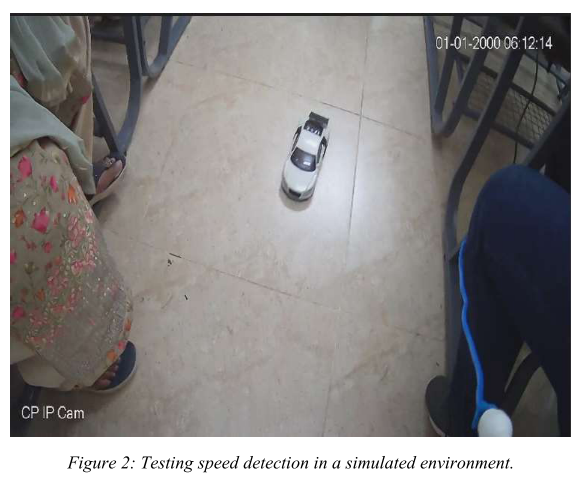 01-01-2000 06:12:14
CP IP Cam
Figure 2: Testing speed detection in a simulated environment.